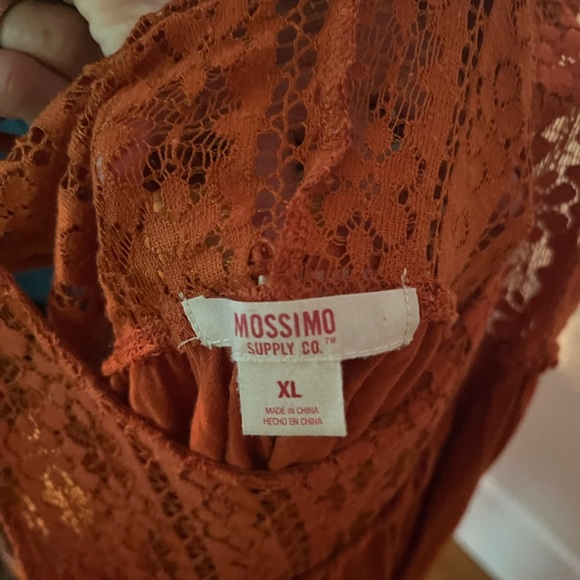 MOSSIMO
SUPPLY CO.™
XL
MADE IN CHINA
HECHO EN CHINA